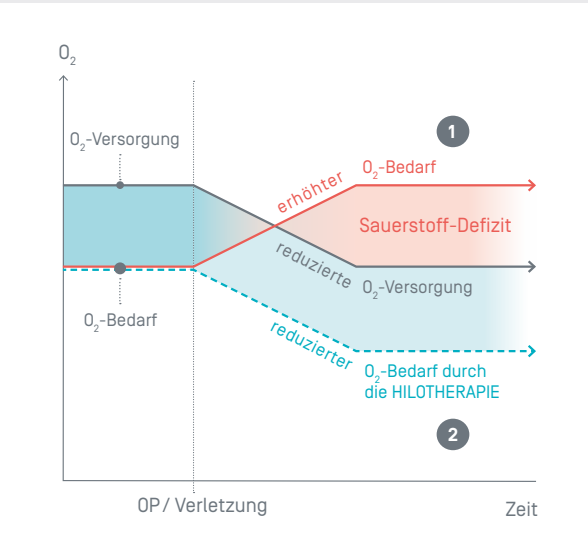 O₂
1
O₂-Versorgung
O₂-Bedarf
erhöhter
Sauerstoff-Defizit
reduzierte
O₂-Versorgung
O₂-Bedarf
reduzierter
O₂-Bedarf durch
die HILOTHERAPIE
2
OP / Verletzung
Zeit